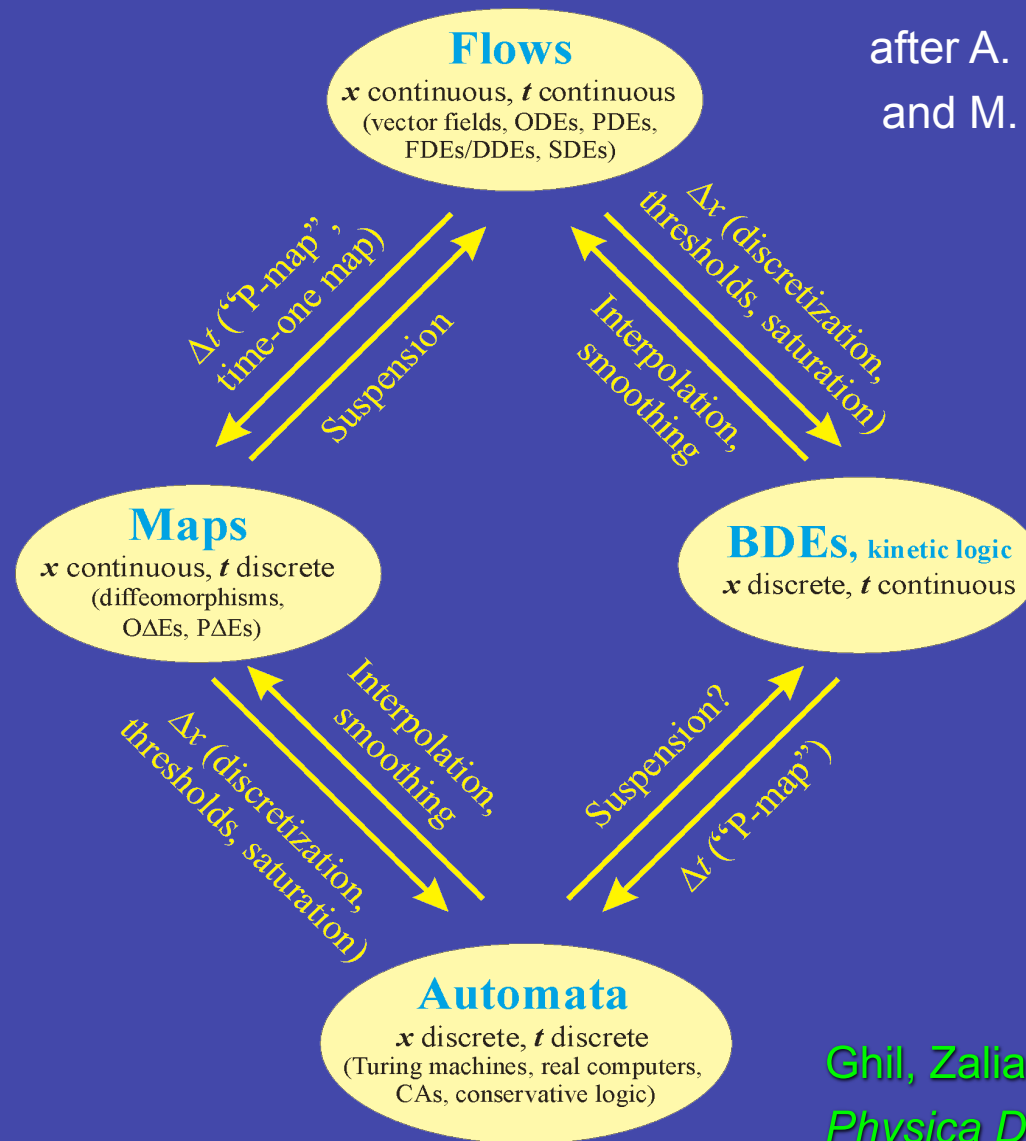 Flows
x continuous, t continuous
(vector fields, ODEs, PDEs,
FDEs/DDEs, SDEs)
after A.
and M.
Δt (“P-map”,
time-one map)
Suspension
Δx (discretization,
thresholds, saturation)
Interpolation,
smoothing
Maps
x continuous, t discrete
(diffeomorphisms,
OΔEs, PΔEs)
BDEs, kinetic logic
x discrete, t continuous
Δx (discretization,
thresholds, saturation)
Interpolation,
smoothing
Suspension?
Δt (“P-map”)
Automata
x discrete, t discrete
(Turing machines, real computers,
CAs, conservative logic)
Ghil, Zalia
Physica D